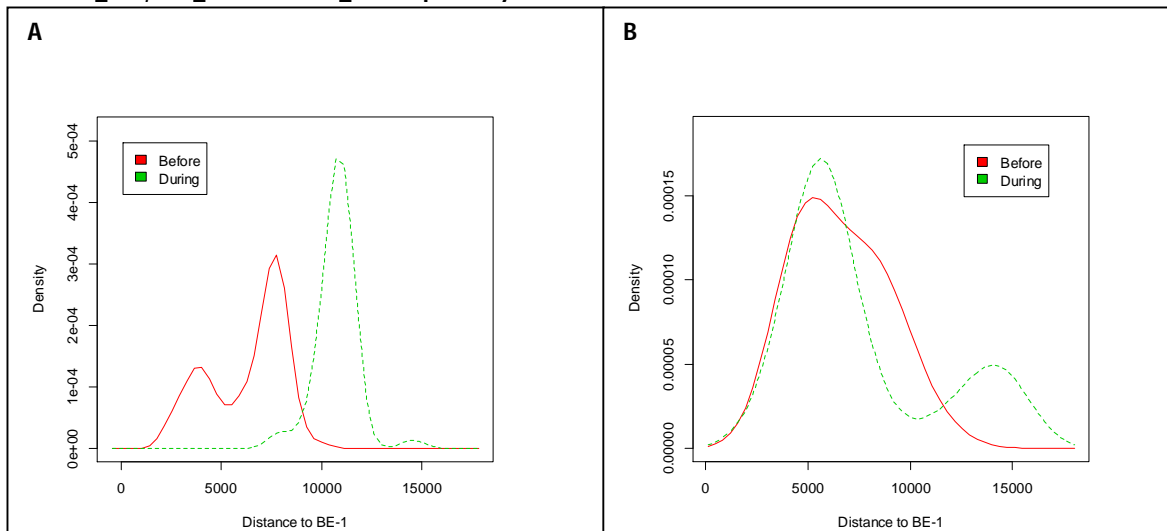 A
Before
During
5e-04
4e-04
3e-04
2e-04
1e-04
0e+00
Density
0
5000
10000
15000
Distance to BE-1
B
Before
During
0.00015
0.00010
0.00005
0.00000
Density
0
5000
10000
15000
Distance to BE-1